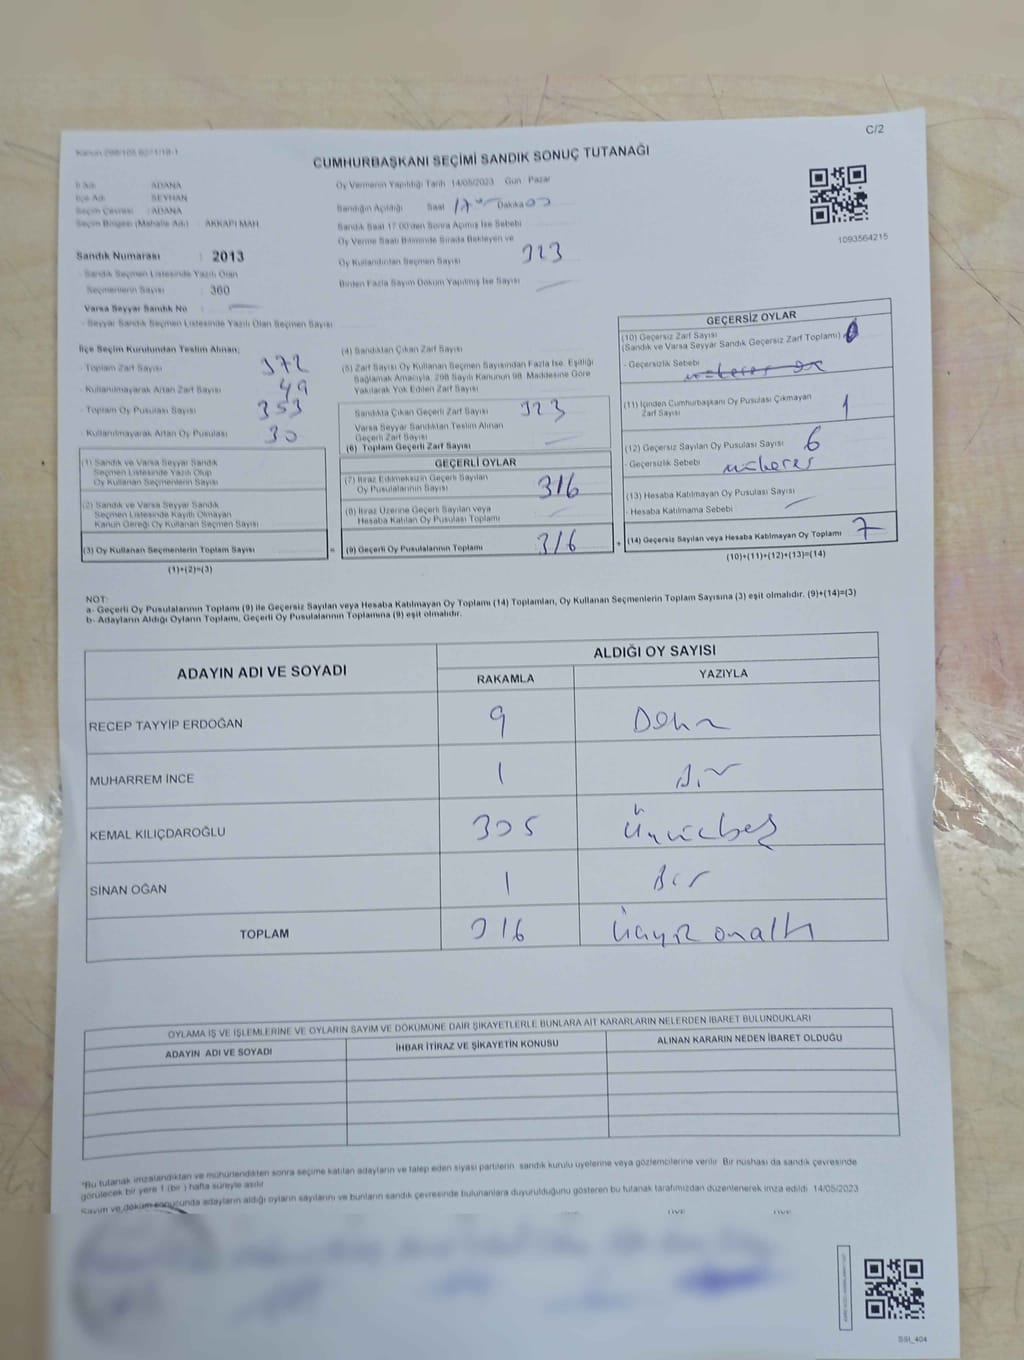 C/2
CUMHURBAŞKANI SEÇİMİ SANDIK SONUÇ TUTANAĞI
İl Adı : ADANA
İlçe Adı : SEYHAN
Seçim Çevresi : ADANA
Seçim Bölgesi (Mahalle Adı) : AKKAPI MAH.
Oy Vermenin Yapıldığı Tarih 14/05/2023 Gün : Pazar
Sandığın Açıldığı Saat 17 Dakika 00
Sandık Saat 17:00'den Sonra Açılmış İse Sebebi
Oy Verme Saati Bitiminde Sırada Bekleyen ve
Oy Kullandırılan Seçmen Sayısı 323
Birden Fazla Sayım Döküm Yapılmış İse Sayısı
1093564215
Sandık Numarası : 2013
- Sandık Seçmen Listesinde Yazılı Olan
Seçmenlerin Sayısı : 360
Varsa Seyyar Sandık No
- Seyyar Sandık Seçmen Listesinde Yazılı Olan Seçmen Sayısı
İlçe Seçim Kurulundan Teslim Alınan;
- Toplam Zarf Sayısı 372
- Kullanılmayarak Artan Zarf Sayısı 49
- Toplam Oy Pusulası Sayısı 353
- Kullanılmayarak Artan Oy Pusulası 30
(1) Sandık ve Varsa Seyyar Sandık
Seçmen Listesinde Yazılı Olup
Oy Kullanan Seçmenlerin Sayısı
(2) Sandık ve Varsa Seyyar Sandık
Seçmen Listesinde Kayıtlı Olmayan
Kanun Gereği Oy Kullanan Seçmen Sayısı
(3) Oy Kullanan Seçmenlerin Toplam Sayısı =
(1)+(2)=(3)
(4) Sandıktan Çıkan Zarf Sayısı
(5) Zarf Sayısı Oy Kullanan Seçmen Sayısından Fazla İse, Eşitliği
Sağlamak Amacıyla, 298 Sayılı Kanunun 98. Maddesine Göre
Yakılarak Yok Edilen Zarf Sayısı
Sandıkta Çıkan Geçerli Zarf Sayısı 323
Varsa Seyyar Sandıktan Teslim Alınan
Geçerli Zarf Sayısı
(6) Toplam Geçerli Zarf Sayısı
GEÇERLİ OYLAR
(7) İtiraz Edilmeksizin Geçerli Sayılan
Oy Pusulalarının Sayısı 316
(8) İtiraz Üzerine Geçerli Sayılan veya
Hesaba Katılan Oy Pusulası Toplamı
(9) Geçerli Oy Pusulalarının Toplamı 316 +
GEÇERSİZ OYLAR
(10) Geçersiz Zarf Sayısı
(Sandık ve Varsa Seyyar Sandık Geçersiz Zarf Toplamı)
- Geçersizlik Sebebi
(11) İçinden Cumhurbaşkanı Oy Pusulası Çıkmayan
Zarf Sayısı 1
(12) Geçersiz Sayılan Oy Pusulası Sayısı 6
- Geçersizlik Sebebi
(13) Hesaba Katılmayan Oy Pusulası Sayısı
- Hesaba Katılmama Sebebi
(14) Geçersiz Sayılan veya Hesaba Katılmayan Oy Toplamı 7
(10)+(11)+(12)+(13)=(14)
NOT:
a- Geçerli Oy Pusulalarının Toplamı (9) ile Geçersiz Sayılan veya Hesaba Katılmayan Oy Toplamı (14) Toplamları, Oy Kullanan Seçmenlerin Toplam Sayısına (3) eşit olmalıdır. (9)+(14)=(3)
b- Adayların Aldığı Oyların Toplamı, Geçerli Oy Pusulalarının Toplamına (9) eşit olmalıdır.
ADAYIN ADI VE SOYADI
ALDIĞI OY SAYISI
RAKAMLA YAZIYLA
RECEP TAYYİP ERDOĞAN 9
MUHARREM İNCE 1 Bir
KEMAL KILIÇDAROĞLU 305 Üçyüzbeş
SİNAN OĞAN 1 Bir
TOPLAM 316 Üçyüz onaltı
OYLAMA İŞ VE İŞLEMLERİNE VE OYLARIN SAYIM VE DÖKÜMÜNE DAİR ŞİKAYETLERLE BUNLARA AİT KARARLARIN NELERDEN İBARET BULUNDUKLARI
ADAYIN ADI VE SOYADI İHBAR İTİRAZ VE ŞİKAYETİN KONUSU ALINAN KARARIN NEDEN İBARET OLDUĞU
*Bu tutanak imzalandıktan ve mühürlendikten sonra seçime katılan adayların ve talep eden siyasi partilerin sandık kurulu üyelerine veya gözlemcilerine verilir. Bir nüshası da sandık çevresinde
görülecek bir yere 1 (bir) hafta süreyle asılır.
Sayım ve döküm sonucunda adayların aldığı oyların sayılarını ve bunların sandık çevresinde bulunanlara duyurulduğunu gösteren bu tutanak tarafımızdan düzenlenerek imza edildi. 14/05/2023
SSI_404